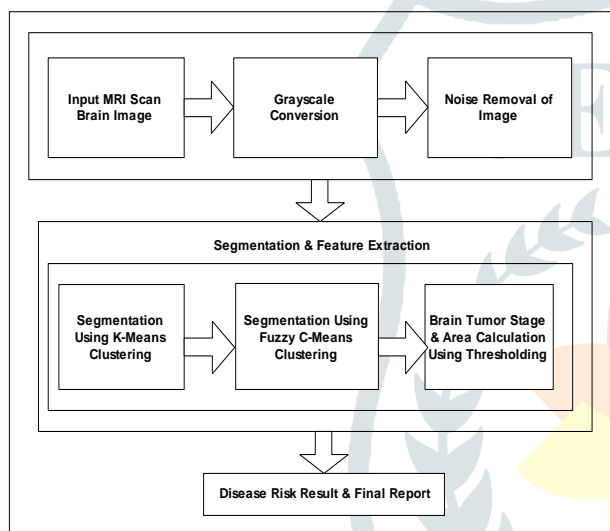 Input MRI Scan
Brain Image
Grayscale
Conversion
Noise Removal of
Image
Segmentation & Feature Extraction
Segmentation
Using K-Means
Clustering
Segmentation Using
Fuzzy C-Means
Clustering
Brain Tumor Stage
& Area Calculation
Using Thresholding
Disease Risk Result & Final Report